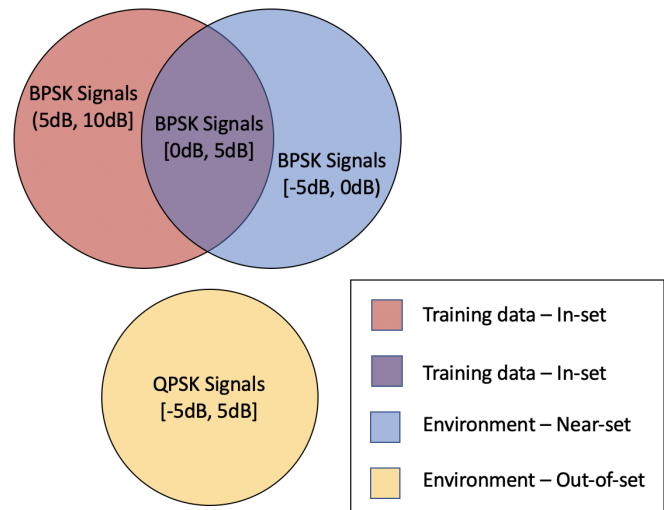 BPSK Signals
(5dB, 10dB]
BPSK Signals
[0dB, 5dB]
BPSK Signals
[-5dB, 0dB)
QPSK Signals
[-5dB, 5dB]
Training data – In-set
Training data – In-set
Environment – Near-set
Environment – Out-of-set